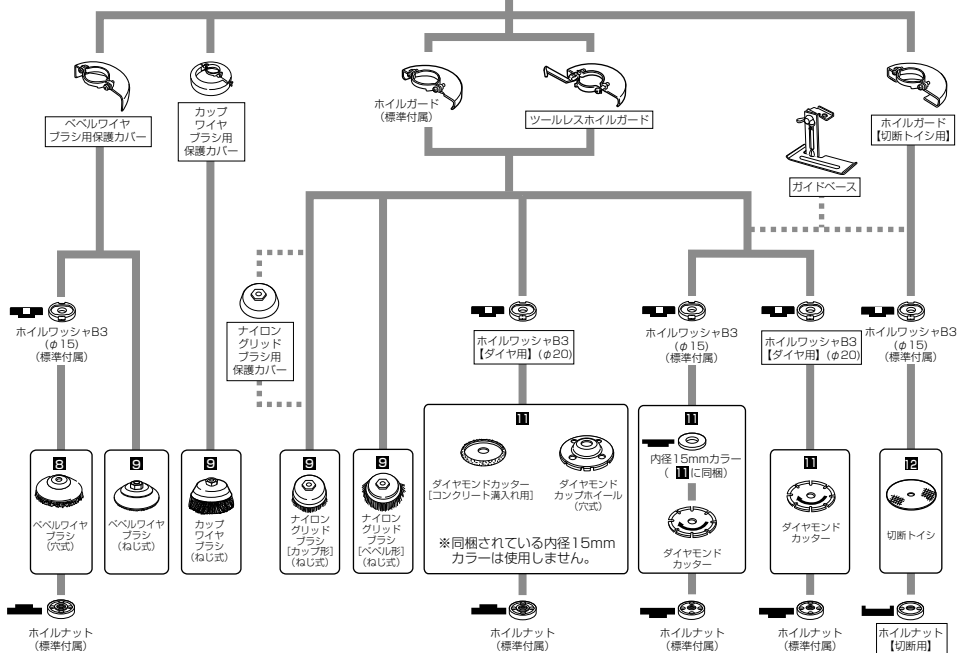 ベベルワイヤ
ブラシ用保護カバー
カップ
ワイヤ
ブラシ用
保護カバー
ホイルガード
(標準付属)
ツールレスホイルガード
ガイドベース
ホイルガード
【切断トイシ用】
ナイロン
グリッド
ブラシ用
保護カバー
ホイルワッシャB3
(φ15)
(標準付属)
ホイルワッシャB3
【ダイヤ用】(φ20)
ホイルワッシャB3
(φ15)
(標準付属)
ホイルワッシャB3
【ダイヤ用】(φ20)
ホイルワッシャB3
(φ15)
(標準付属)
8
ベベルワイヤ
ブラシ
(穴式)
9
ベベルワイヤ
ブラシ
(ねじ式)
9
カップ
ワイヤ
ブラシ
(ねじ式)
9
ナイロン
グリッド
ブラシ
[カップ形]
(ねじ式)
9
ナイロン
グリッド
ブラシ
[ベベル形]
(ねじ式)
11
ダイヤモンドカッター
[コンクリート溝入れ用]
ダイヤモンド
カップホイール
(穴式)
※同梱されている内径15mm
カラーは使用しません。
11
内径15mmカラー
( 11 に同梱)
ダイヤモンド
カッター
11
ダイヤモンド
カッター
12
切断トイシ
ホイルナット
(標準付属)
ホイルナット
(標準付属)
ホイルナット
(標準付属)
ホイルナット
(標準付属)
ホイルナット
【切断用】